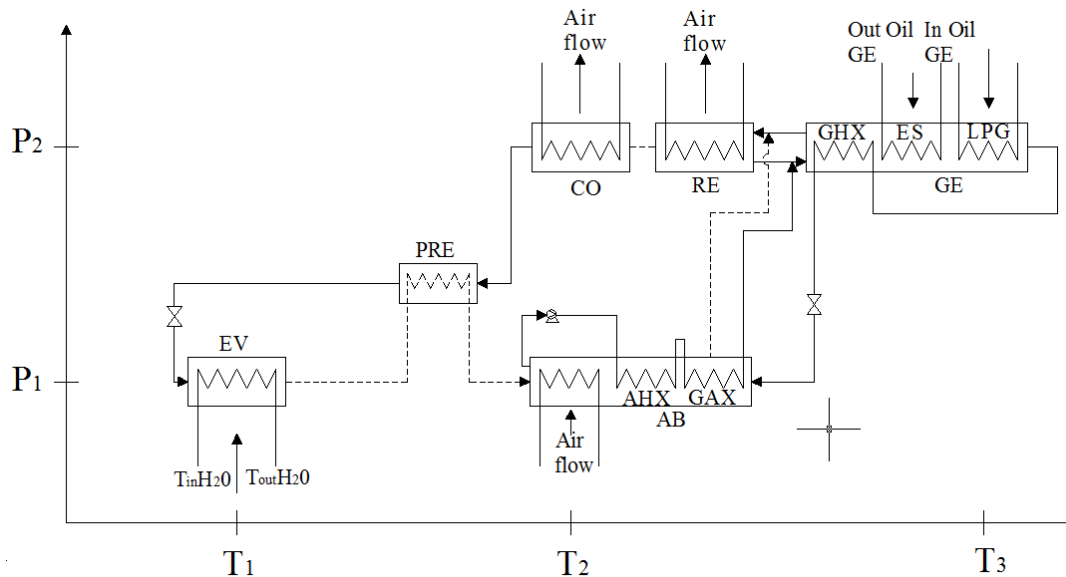 Air
flow
Air
flow
Out Oil In Oil
GE GE
P2
GHX ES LPG
CO
RE
GE
PRE
EV
P1
AHX GAX
AB
Air
flow
TinH20
ToutH20
T1
T2
T3